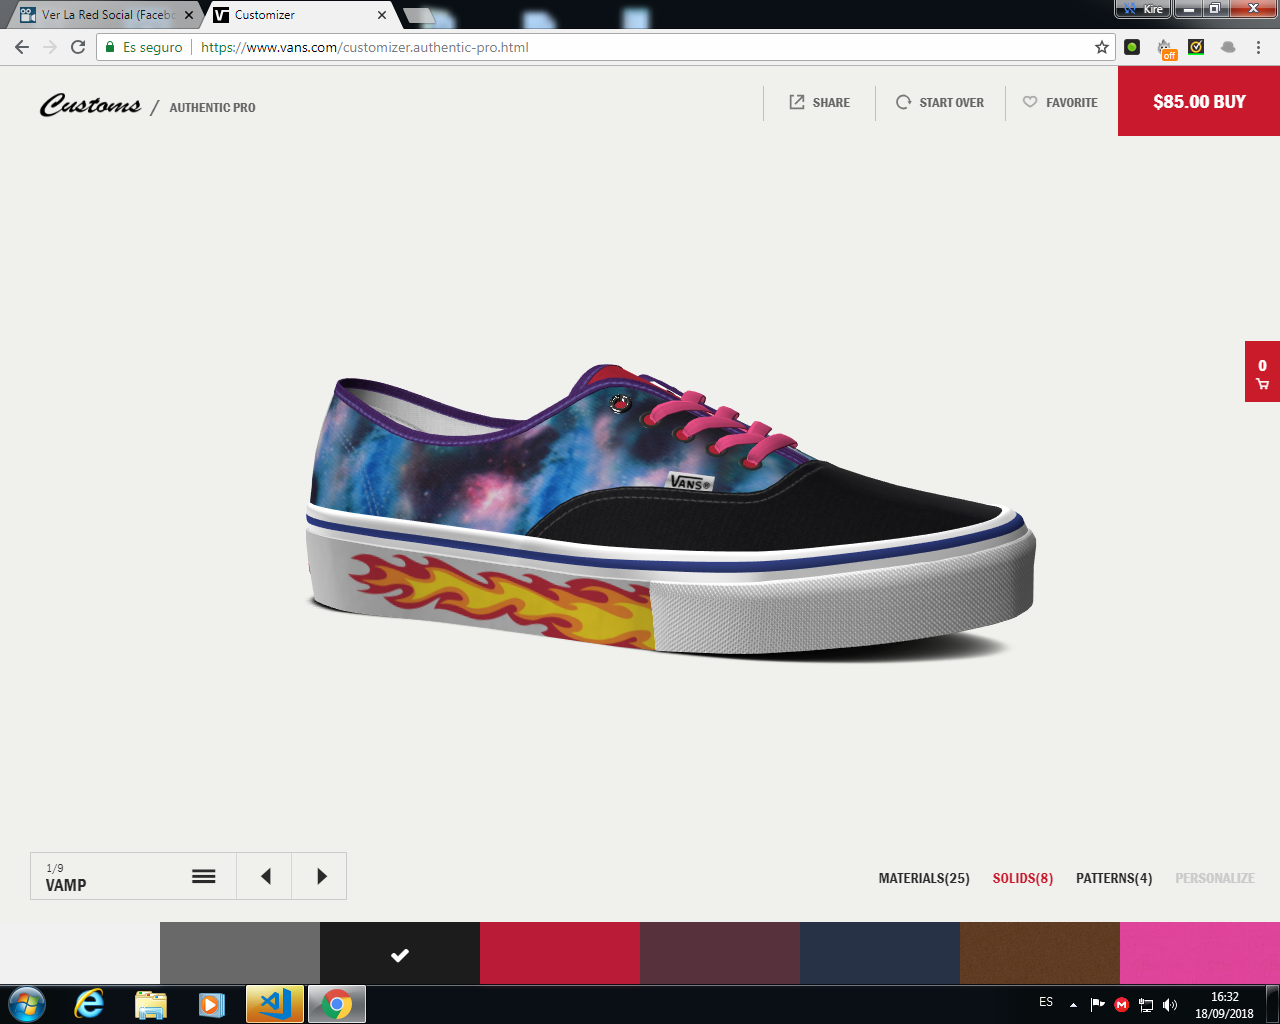 Ver La Red Social (Facebo
Customizer
Kire
Es seguro
https://www.vans.com/customizer.authentic-pro.html
off
Customs / AUTHENTIC PRO
SHARE
START OVER
FAVORITE
$85.00 BUY
0
VANS®
1/9
VAMP
MATERIALS(25)
SOLIDS(8)
PATTERNS(4)
PERSONALIZE
ES
16:32
18/09/2018